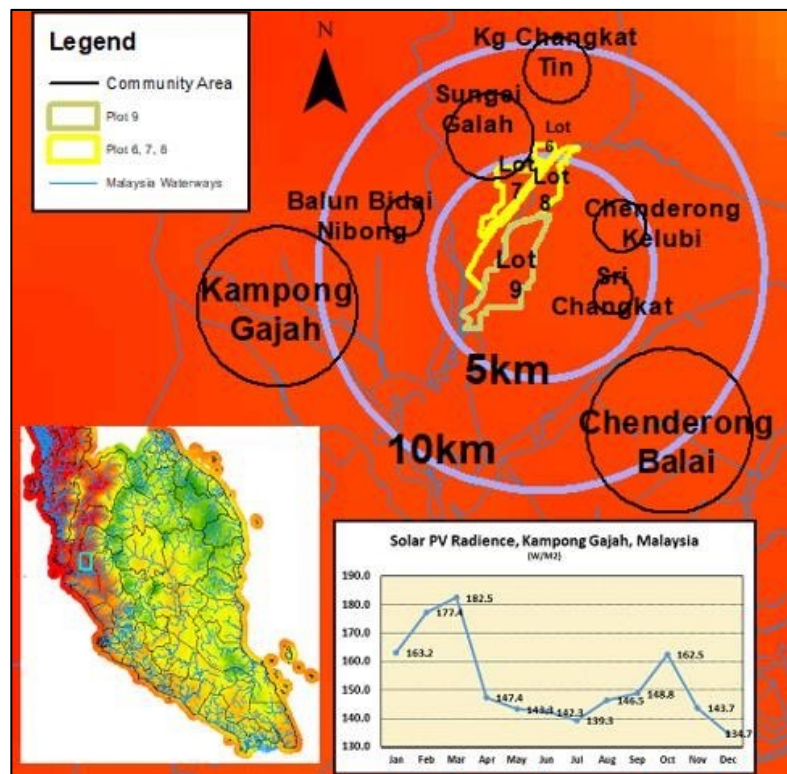 Legend
Community Area
Plot 9
Plot 6, 7, 8
Malaysia Waterways
N
Kg Changkat
Tin
Sungai
Galah
Lot
6
Lot
7
Lot
8
Balun Bidai
Nibong
Chenderong
Kelubi
Kampong
Gajah
Lot
9
Sri
Changkat
5km
10km
Chenderong
Balai
Solar PV Radience, Kampong Gajah, Malaysia
(W/M2)
190.0
180.0
170.0
160.0
150.0
140.0
130.0
163.2
177.4
182.5
147.4
143.3
142.3
139.3
146.5
148.8
162.5
143.7
134.7
Jan Feb Mar Apr May Jun Jul Aug Sep Oct Nov Dec